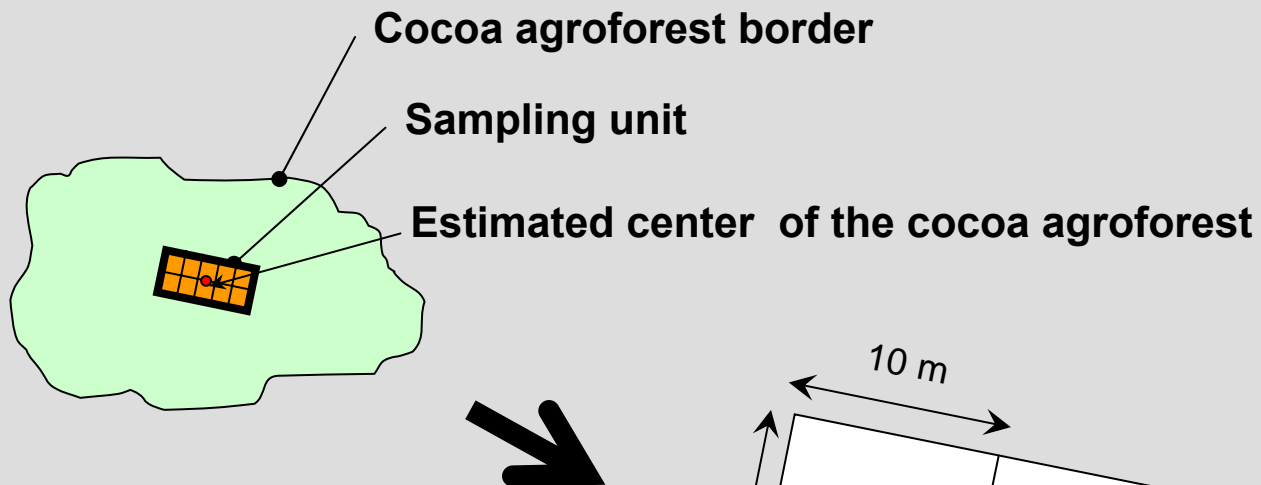 Cocoa agroforest border
Sampling unit
Estimated center of the cocoa agroforest
10 m